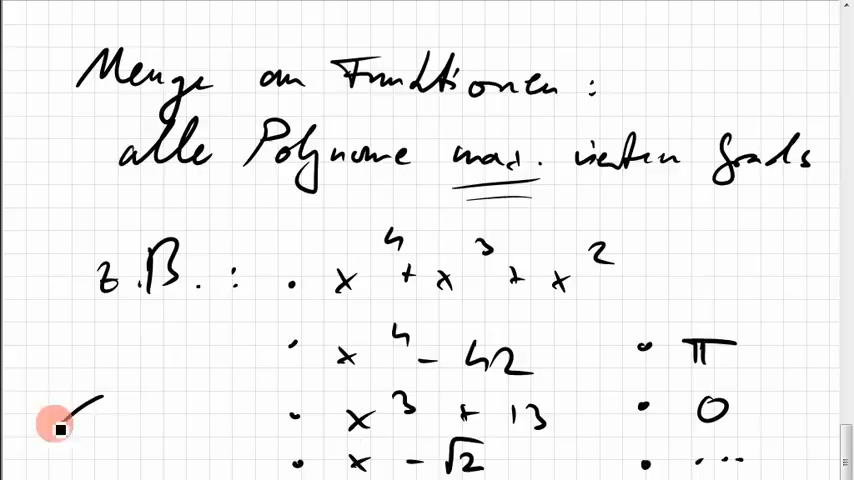 Menge an Funktionen:
alle Polynome max. vierten Grads
z.B.: • x⁴ + x³ + x²
• x⁴ - 42 • π
• x³ + 13 • 0
• x - √2 • ...